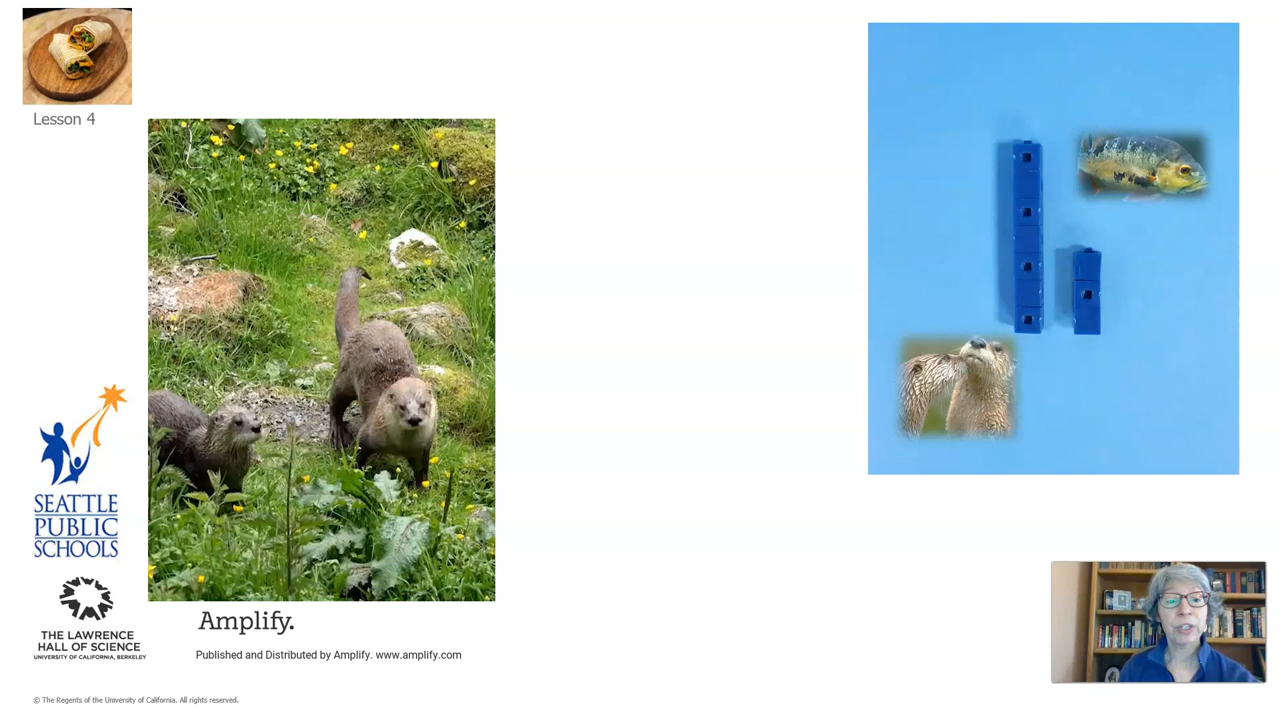 Lesson 4
SEATTLE
PUBLIC
SCHOOLS
THE LAWRENCE
HALL OF SCIENCE
UNIVERSITY OF CALIFORNIA, BERKELEY
Amplify.
Published and Distributed by Amplify. www.amplify.com
© The Regents of the University of California. All rights reserved.